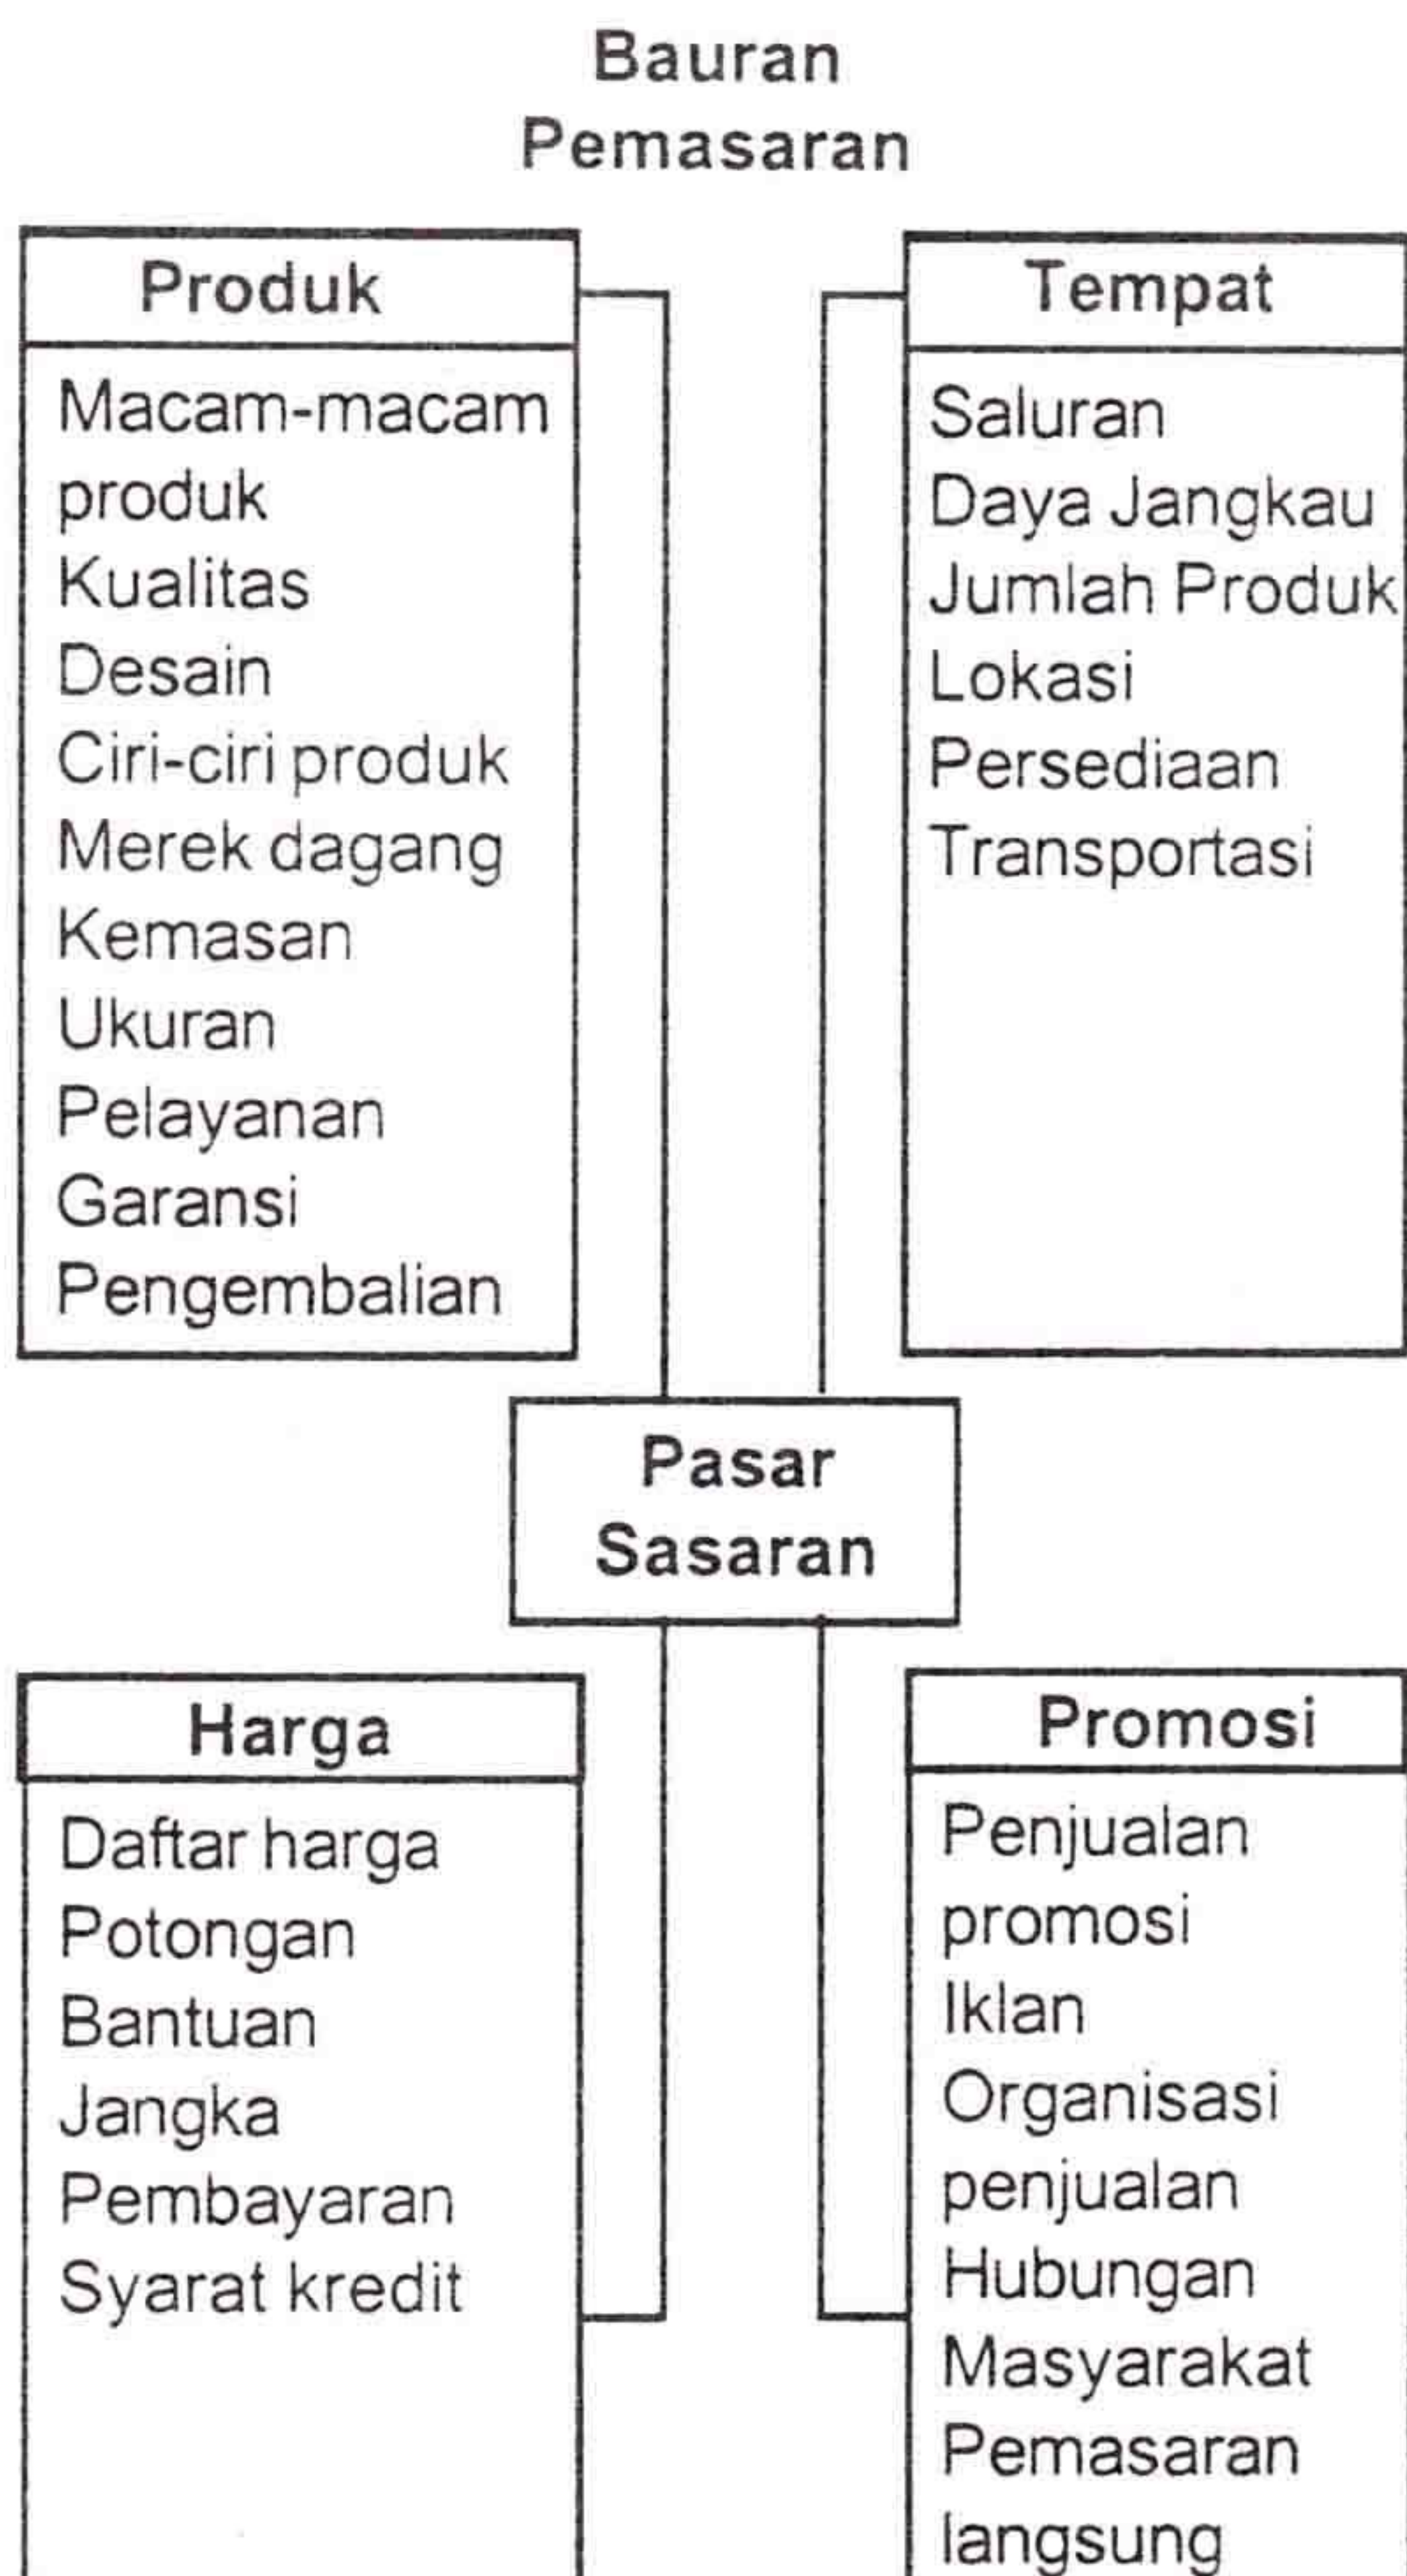 Bauran
Pemasaran
Produk
Macam-macam
produk
Kualitas
Desain
Ciri-ciri produk
Merek dagang
Kemasan
Ukuran
Pelayanan
Garansi
Pengembalian
Tempat
Saluran
Daya Jangkau
Jumlah Produk
Lokasi
Persediaan
Transportasi
Pasar
Sasaran
Harga
Daftar harga
Potongan
Bantuan
Jangka
Pembayaran
Syarat kredit
Promosi
Penjualan
promosi
Iklan
Organisasi
penjualan
Hubungan
Masyarakat
Pemasaran
langsung